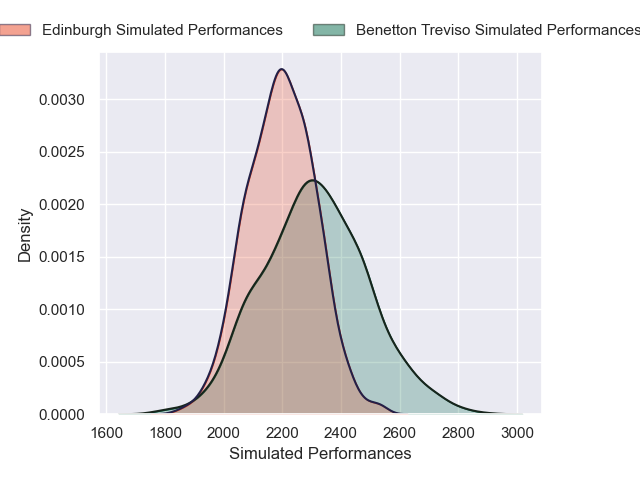 Edinburgh Simulated Performances
Benetton Treviso Simulated Performances
0.0030
0.0025
0.0020
0.0015
0.0010
0.0005
0.0000
Density
1600 1800 2000 2200 2400 2600 2800 3000
Simulated Performances